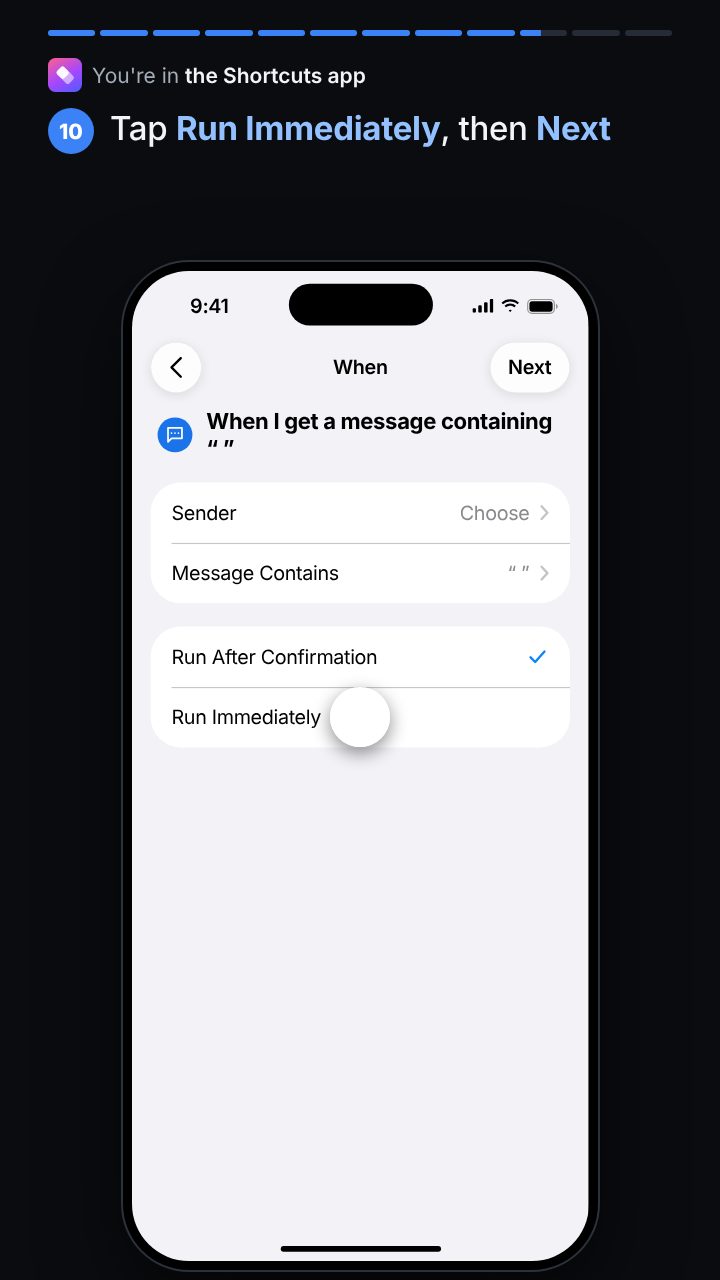 You're in the Shortcuts app
10 Tap Run Immediately, then Next
9:41
When
Next
When I get a message containing
“ ”
Sender Choose
Message Contains “ ”
Run After Confirmation
Run Immediately